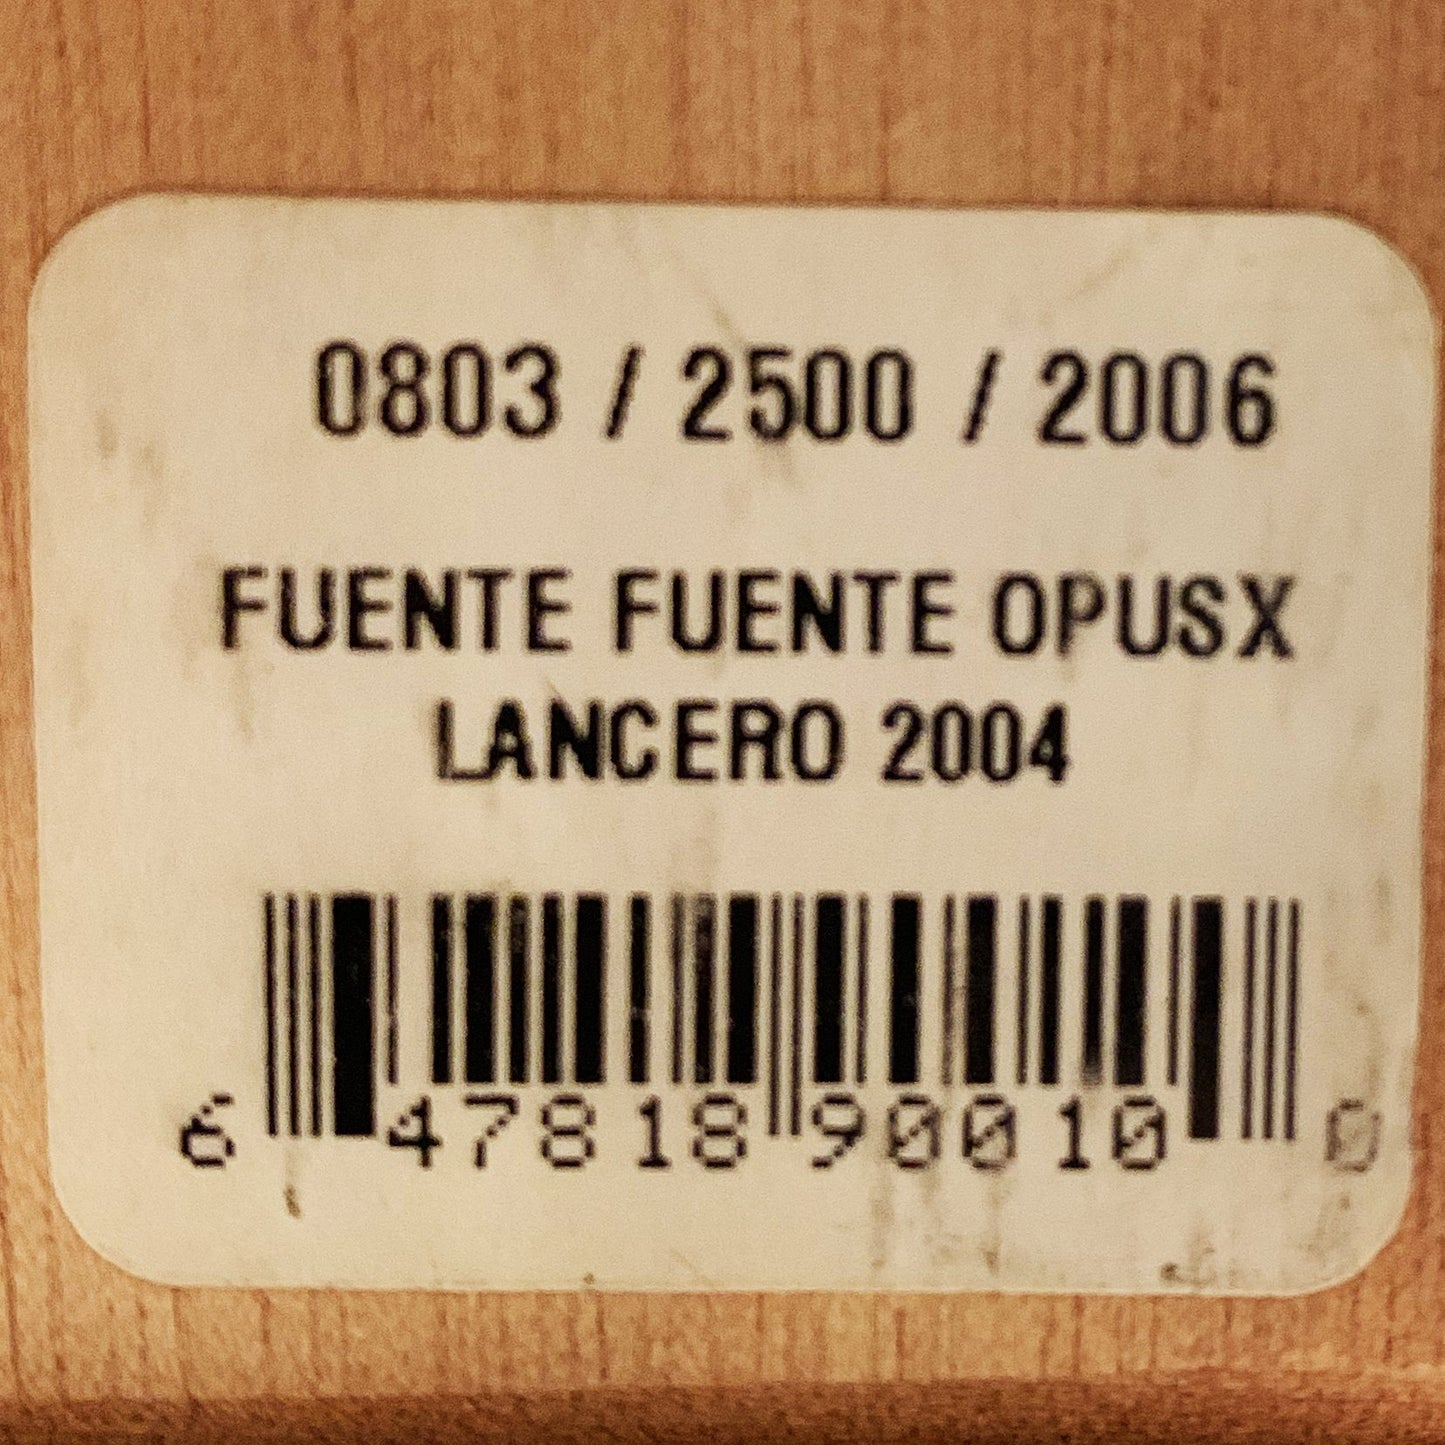 0803 / 2500 / 2006
FUENTE FUENTE OPUSX
LANCERO 2004
6 47818 90010 0